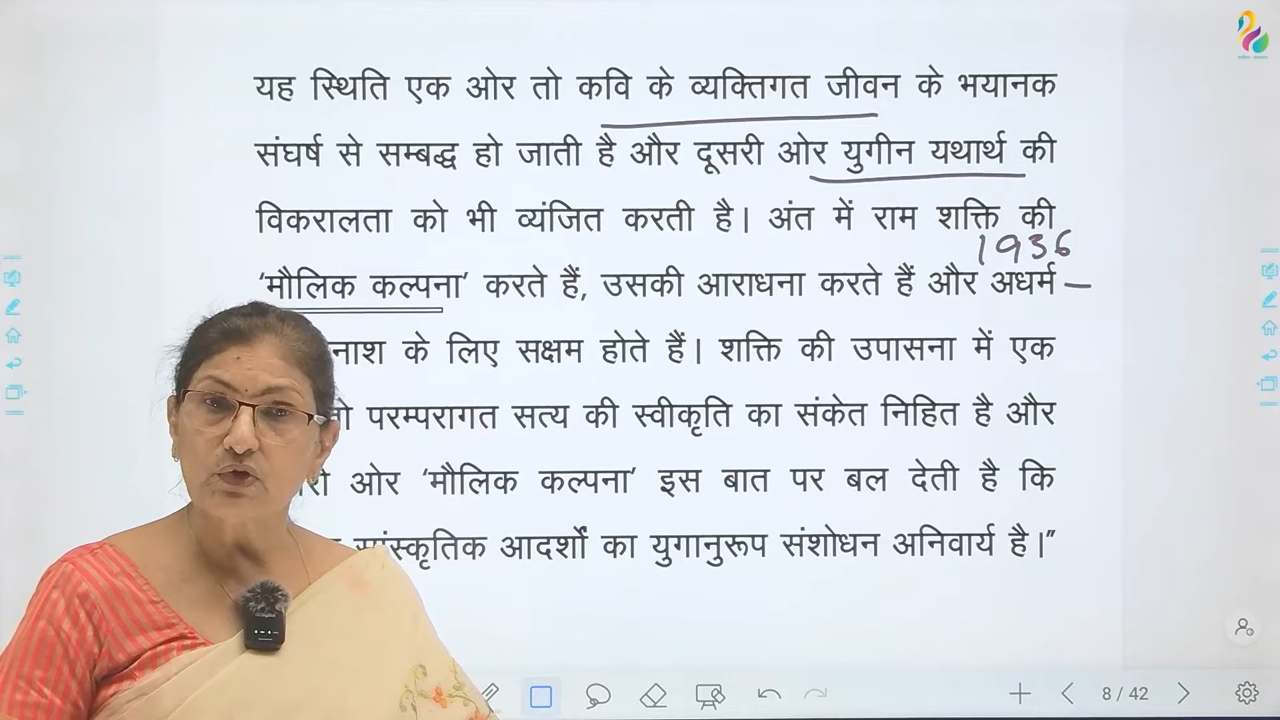 यह स्थिति एक ओर तो कवि के व्यक्तिगत जीवन के भयानक
संघर्ष से सम्बद्ध हो जाती है और दूसरी ओर युगीन यथार्थ की
विकरालता को भी व्यंजित करती है। अंत में राम शक्ति की
1936
'मौलिक कल्पना' करते हैं, उसकी आराधना करते हैं और अधर्म –
नाश के लिए सक्षम होते हैं। शक्ति की उपासना में एक
परम्परागत सत्य की स्वीकृति का संकेत निहित है और
ओर 'मौलिक कल्पना' इस बात पर बल देती है कि
सांस्कृतिक आदर्शों का युगानुरूप संशोधन अनिवार्य है।"
8 / 42